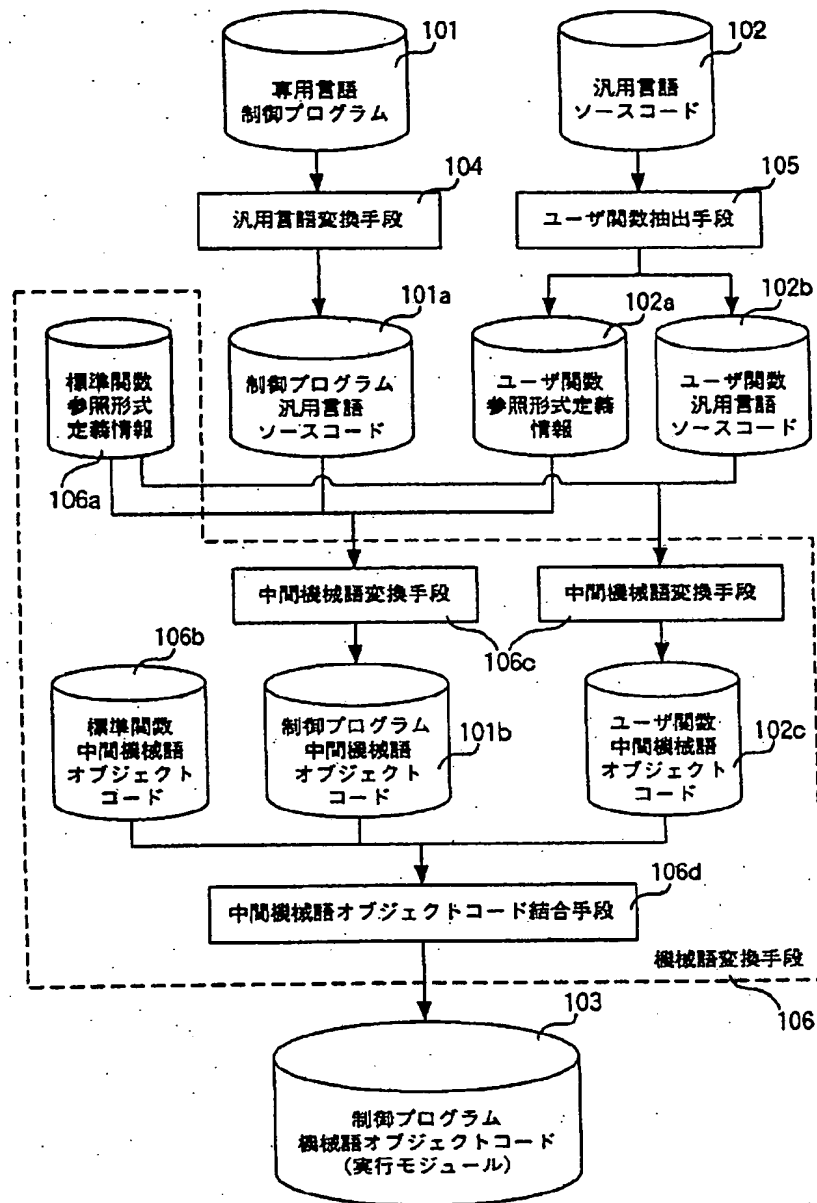 101
専用言語
制御プログラム
102
汎用言語
ソースコード
104
汎用言語変換手段
105
ユーザ関数抽出手段
標準関数
参照形式
定義情報
106a
101a
制御プログラム
汎用言語
ソースコード
102a
ユーザ関数
参照形式定義
情報
102b
ユーザ関数
汎用言語
ソースコード
中間機械語変換手段
中間機械語変換手段
106c
106b
標準関数
中間機械語
オブジェクト
コード
制御プログラム
中間機械語
オブジェクト
コード
101b
ユーザ関数
中間機械語
オブジェクト
コード
102c
106d
中間機械語オブジェクトコード結合手段
機械語変換手段
106
103
制御プログラム
機械語オブジェクトコード
(実行モジュール)